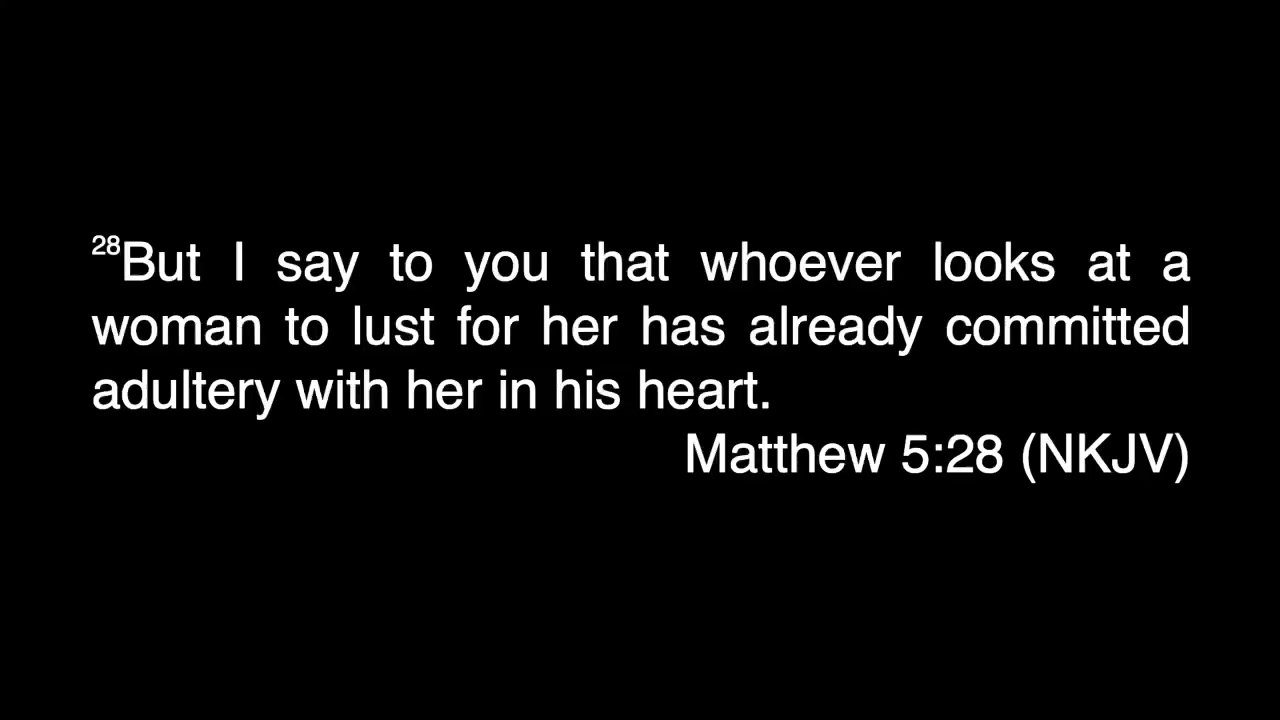 28But I say to you that whoever looks at a
woman to lust for her has already committed
adultery with her in his heart.
Matthew 5:28 (NKJV)